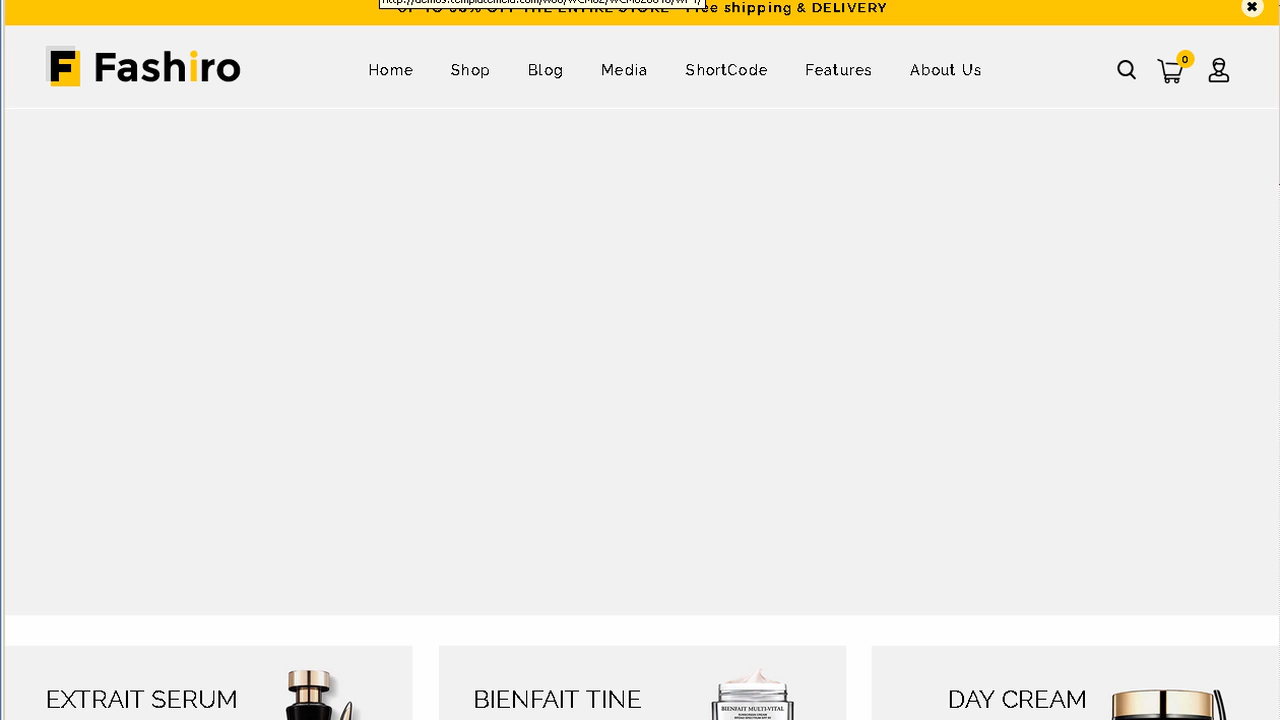 shipping & DELIVERY
Fashiro
Home Shop Blog Media ShortCode Features About Us
0
EXTRAIT SERUM BIENFAIT TINE DAY CREAM
BIENFAIT MULTI-VITAL